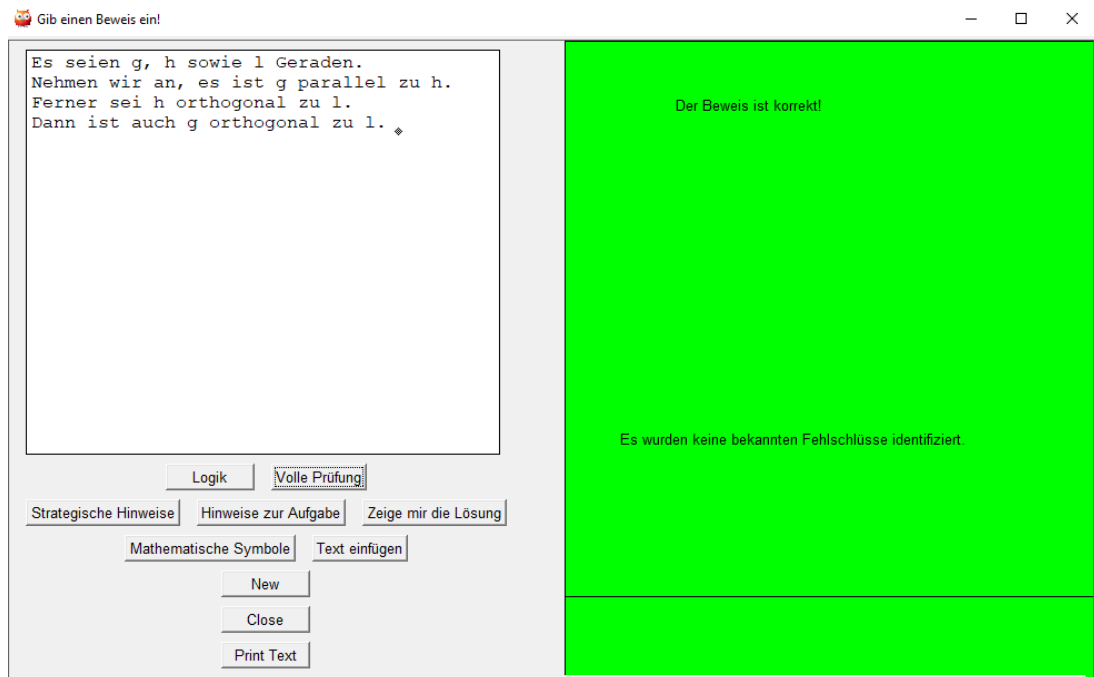 Gib einen Beweis ein!
Es seien g, h sowie l Geraden.
Nehmen wir an, es ist g parallel zu h.
Ferner sei h orthogonal zu l.
Dann ist auch g orthogonal zu l.
Logik
Volle Prüfung
Strategische Hinweise
Hinweise zur Aufgabe
Zeige mir die Lösung
Mathematische Symbole
Text einfügen
New
Close
Print Text
Der Beweis ist korrekt!
Es wurden keine bekannten Fehlschlüsse identifiziert.